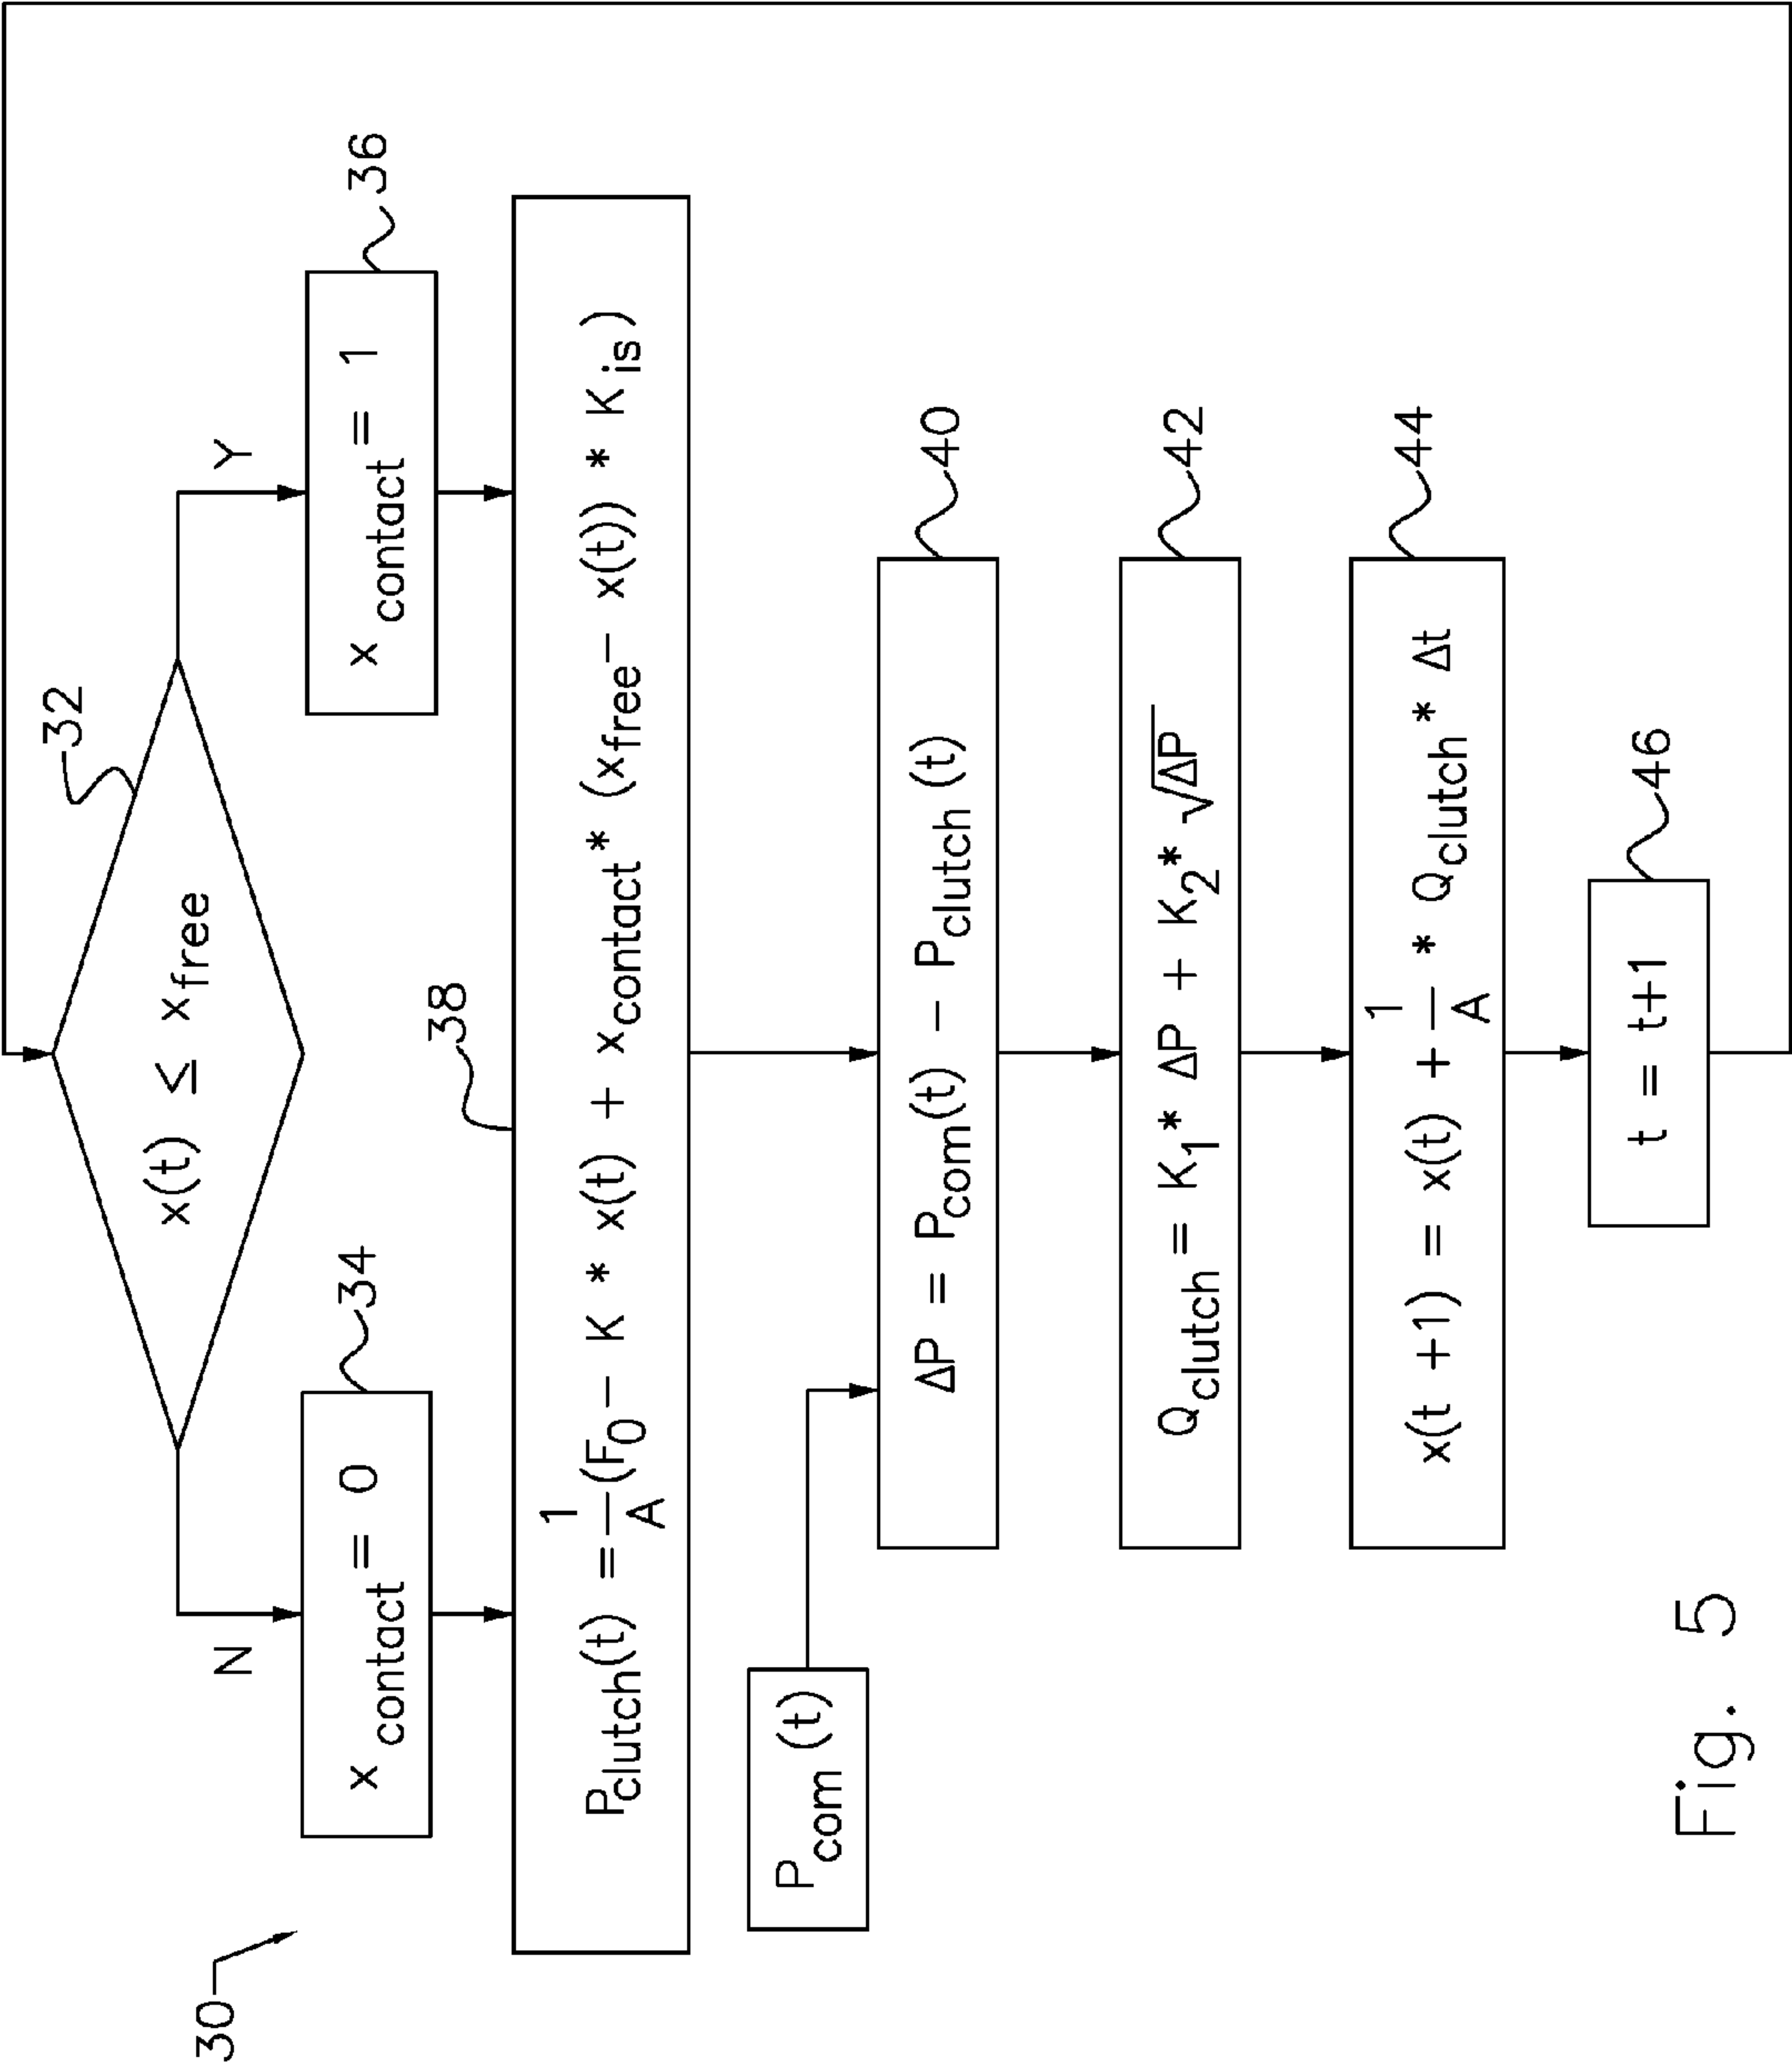 30
32
x(t) ≤ x_free
N
Y
34
x_contact = 0
36
x_contact = 1
38
P_clutch(t) = 1/A (F_0 - K * x(t) + x_contact * (x_free - x(t)) * K_is)
P_com (t)
40
ΔP = P_com(t) - P_clutch (t)
42
Q_clutch = K_1 * ΔP + K_2 * √ΔP
44
x(t +1) = x(t) + 1/A * Q_clutch * Δt
46
t = t+1
Fig. 5